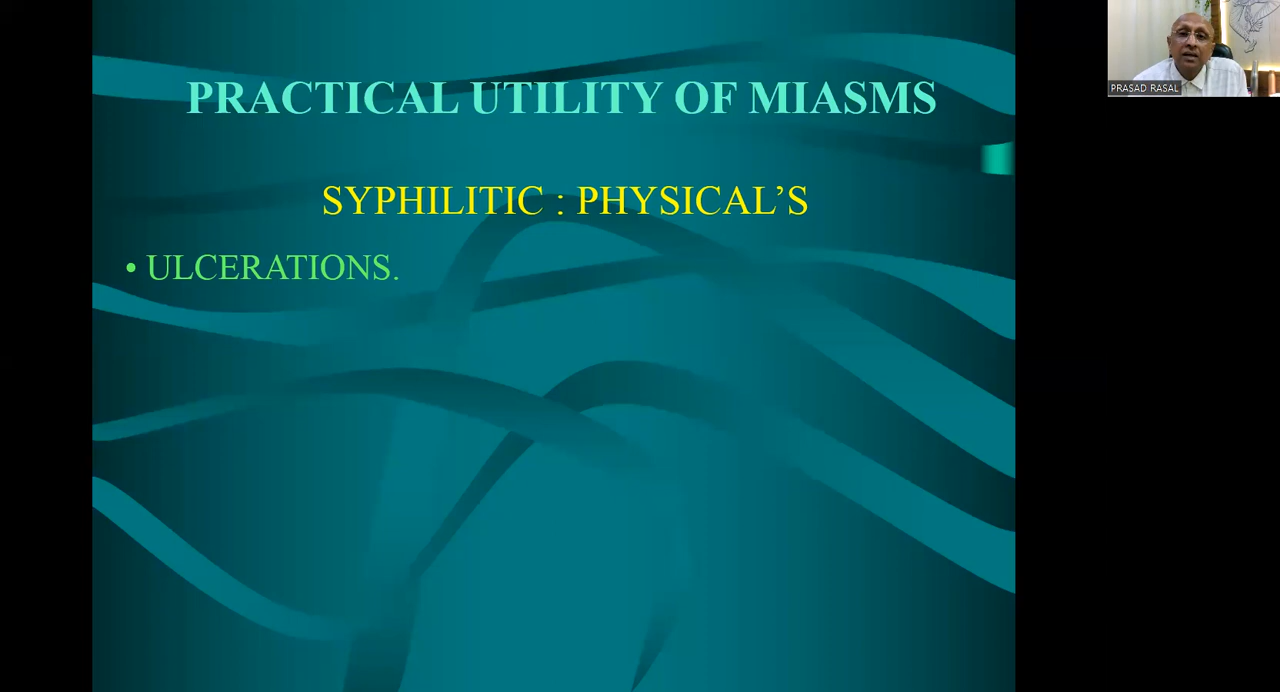 PRACTICAL UTILITY OF MIASMS
SYPHILITIC : PHYSICAL’S
• ULCERATIONS.
PRASAD RASAL